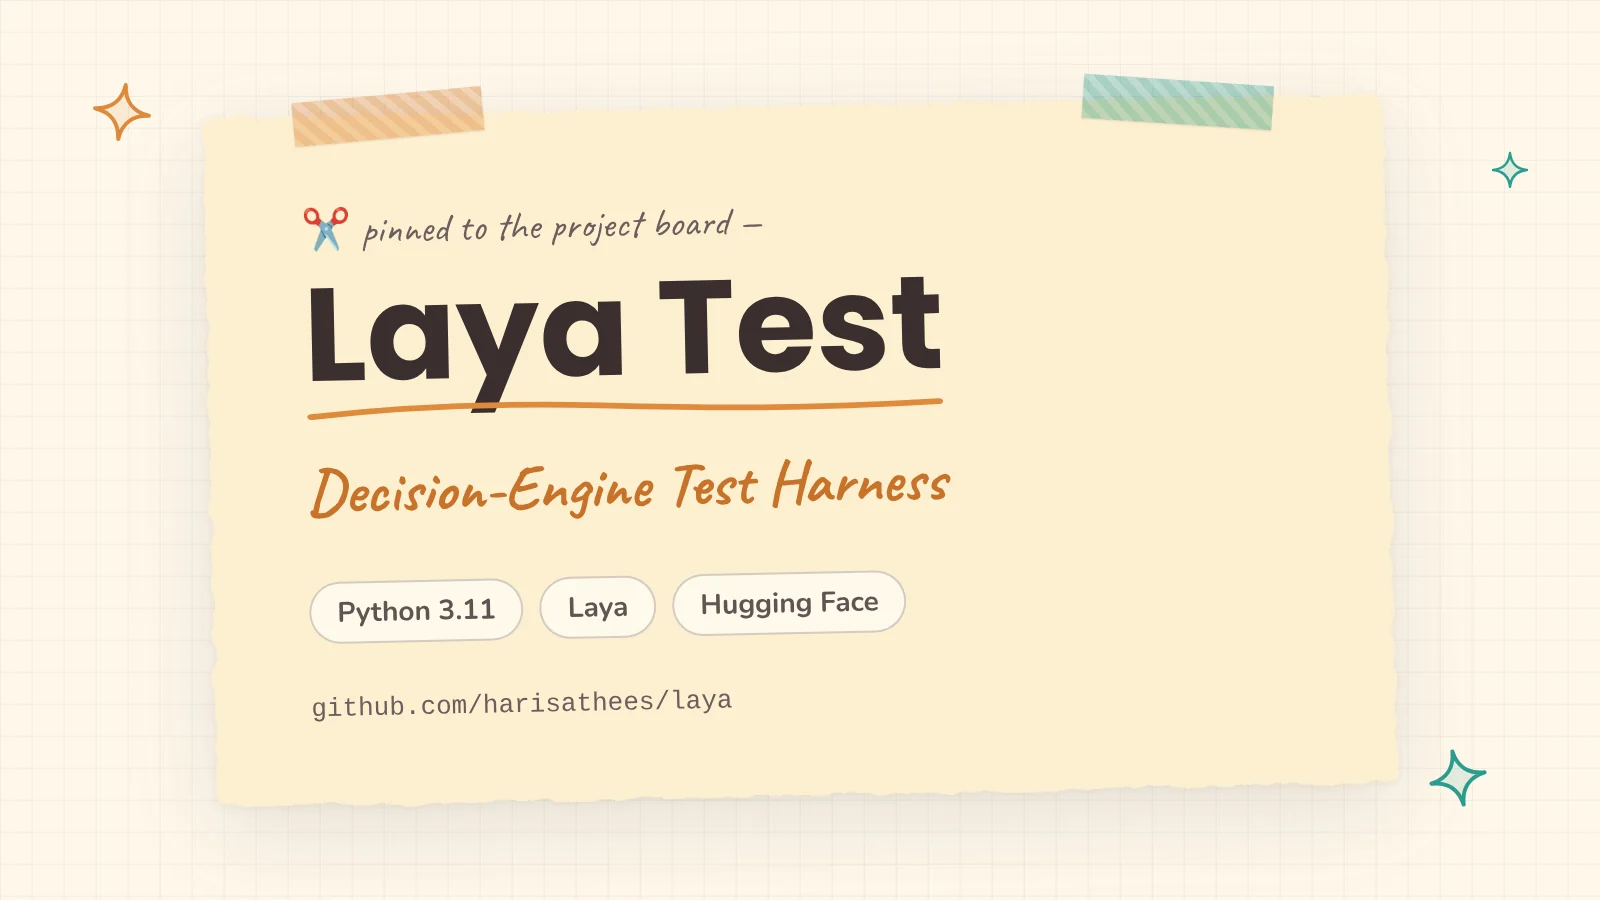 pinned to the project board —
Laya Test
Decision-Engine Test Harness
Python 3.11 Laya Hugging Face
github.com/harisathees/laya